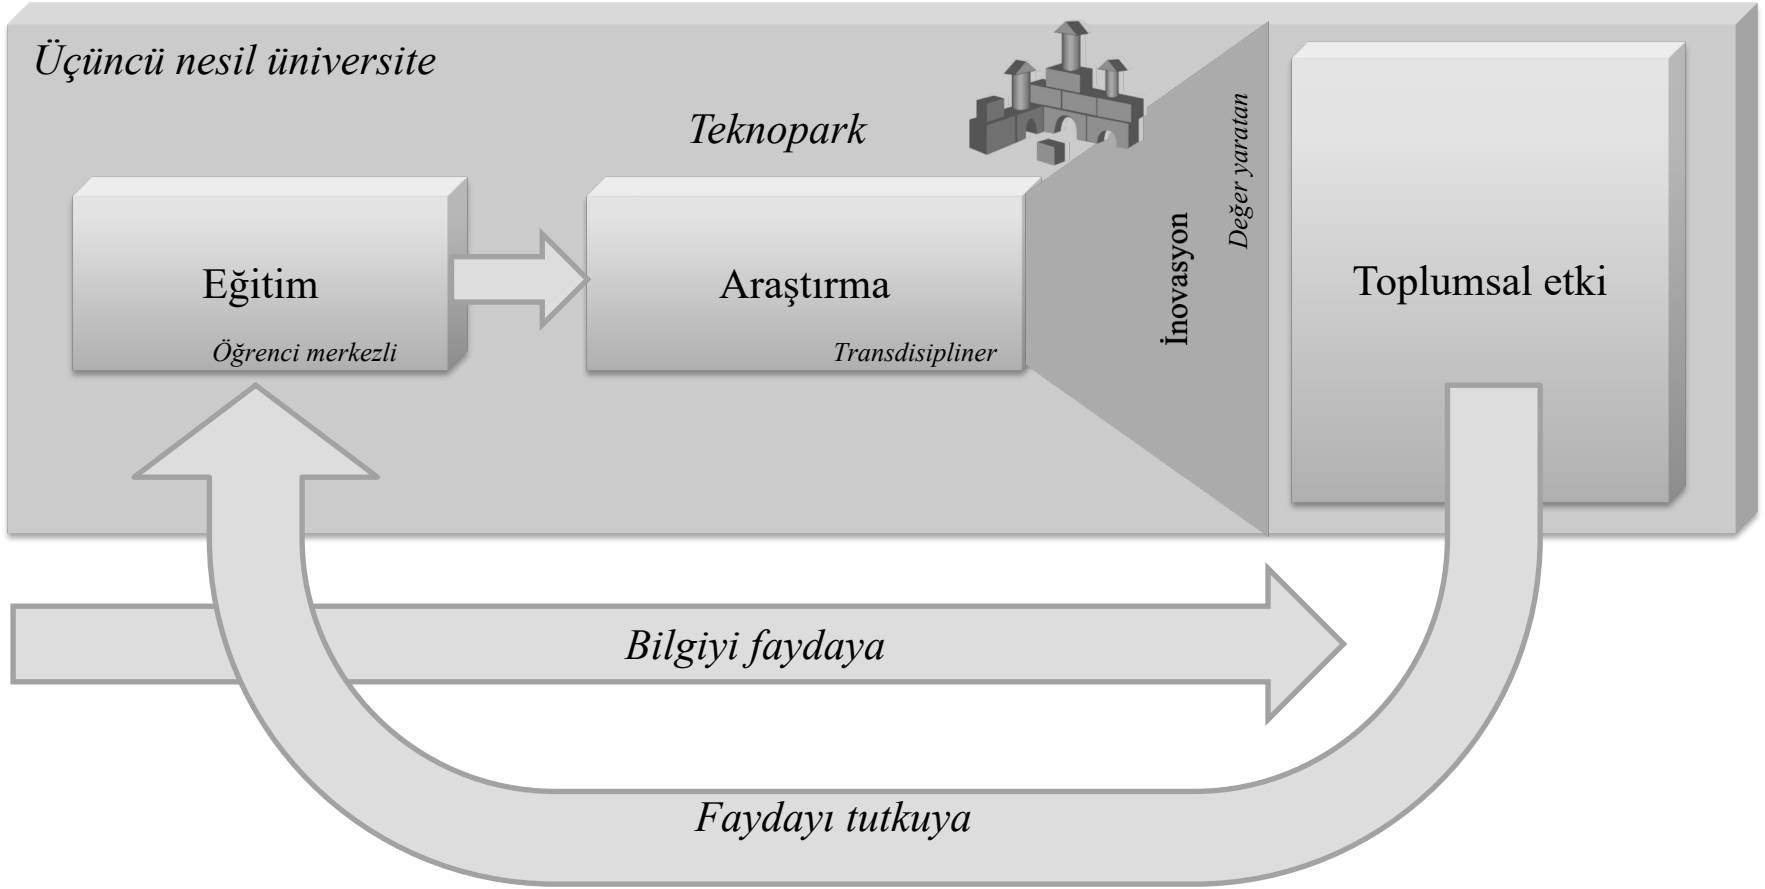 Üçüncü nesil üniversite
Teknopark
Eğitim
Öğrenci merkezli
Araştırma
Transdisipliner
İnovasyon
Değer yaratan
Toplumsal etki
Bilgiyi faydaya
Faydayı tutkuya